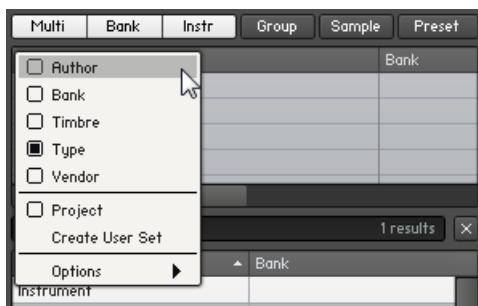 Multi Bank Instr Group Sample Preset
Author Bank
Bank
Timbre
Type
Vendor
Project
Create User Set 1 results
Options Bank
Instrument